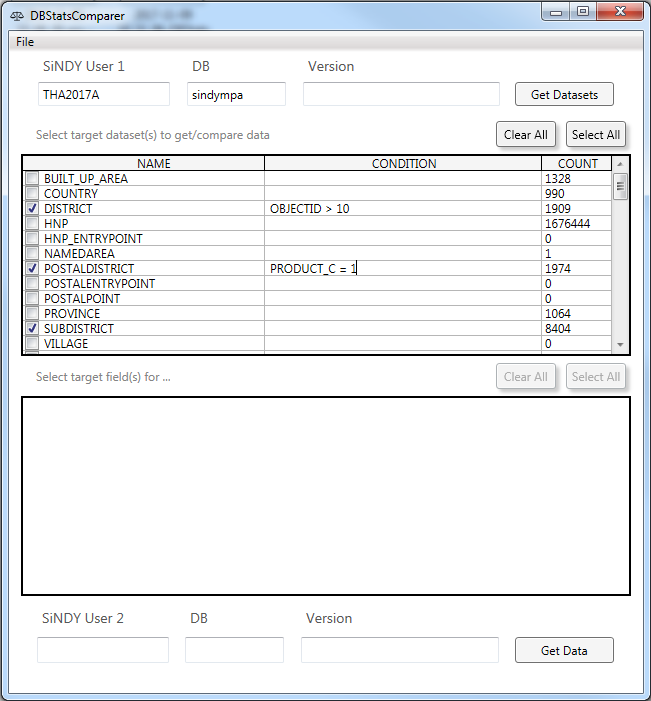 DBStatsComparer
File
SiNDY User 1 DB Version
THA2017A sindympa Get Datasets
Select target dataset(s) to get/compare data Clear All Select All
NAME CONDITION COUNT
BUILT_UP_AREA 1328
COUNTRY 990
DISTRICT OBJECTID > 10 1909
HNP 1676444
HNP_ENTRYPOINT 0
NAMEDAREA 1
POSTALDISTRICT PRODUCT_C = 1 1974
POSTALENTRYPOINT 0
POSTALPOINT 0
PROVINCE 1064
SUBDISTRICT 8404
VILLAGE 0
Select target field(s) for ... Clear All Select All
SiNDY User 2 DB Version
Get Data